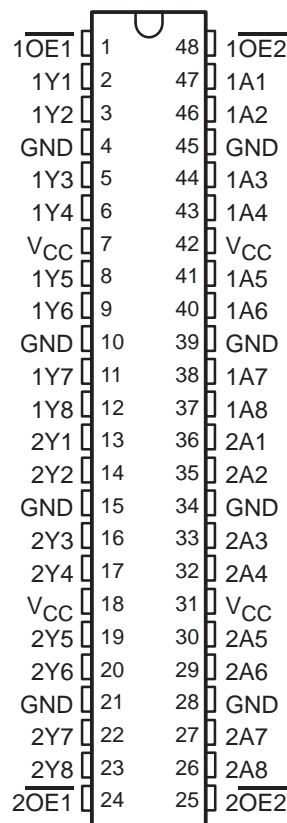 1OE1 1 48 1OE2
1Y1 2 47 1A1
1Y2 3 46 1A2
GND 4 45 GND
1Y3 5 44 1A3
1Y4 6 43 1A4
VCC 7 42 VCC
1Y5 8 41 1A5
1Y6 9 40 1A6
GND 10 39 GND
1Y7 11 38 1A7
1Y8 12 37 1A8
2Y1 13 36 2A1
2Y2 14 35 2A2
GND 15 34 GND
2Y3 16 33 2A3
2Y4 17 32 2A4
VCC 18 31 VCC
2Y5 19 30 2A5
2Y6 20 29 2A6
GND 21 28 GND
2Y7 22 27 2A7
2Y8 23 26 2A8
2OE1 24 25 2OE2